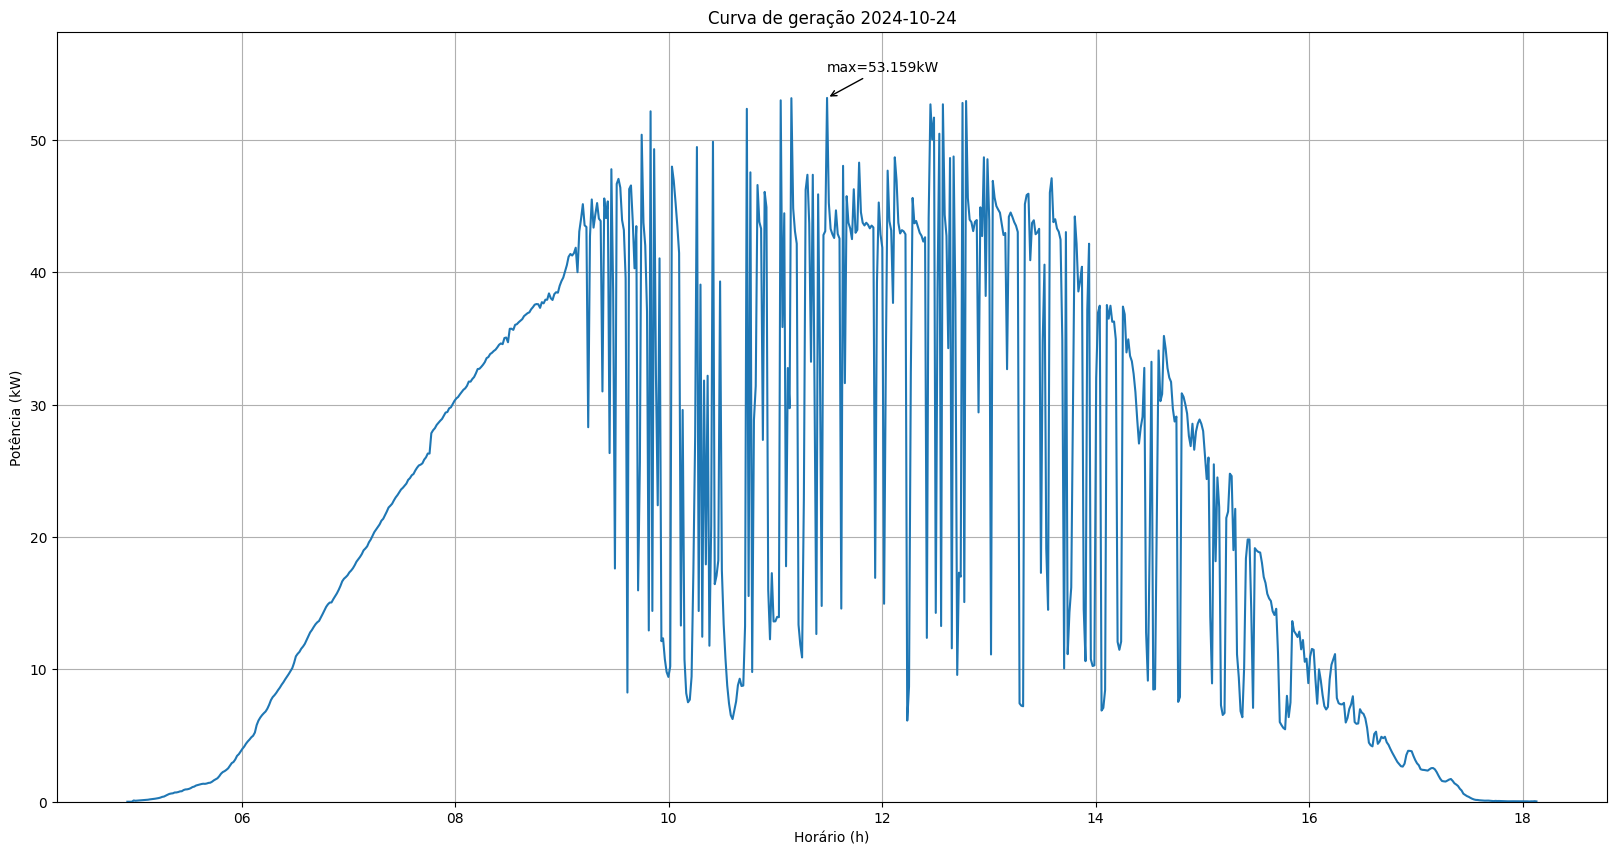 Curva de geração 2024-10-24
max=53.159kW
50
40
30
20
10
0
Potência (kW)
06 08 10 12 14 16 18
Horário (h)